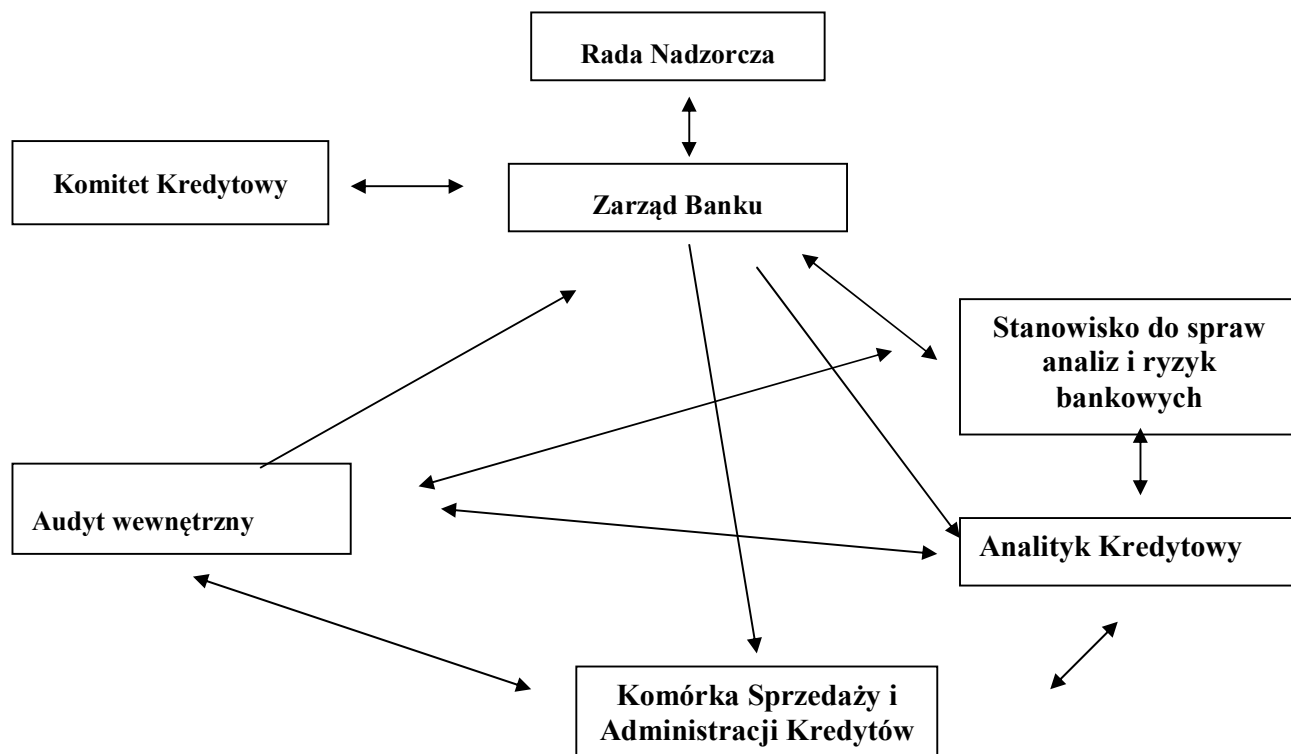 Rada Nadzorcza
Komitet Kredytowy
Zarząd Banku
Stanowisko do spraw
analiz i ryzyk
bankowych
Audyt wewnętrzny
Analityk Kredytowy
Komórka Sprzedaży i
Administracji Kredytów